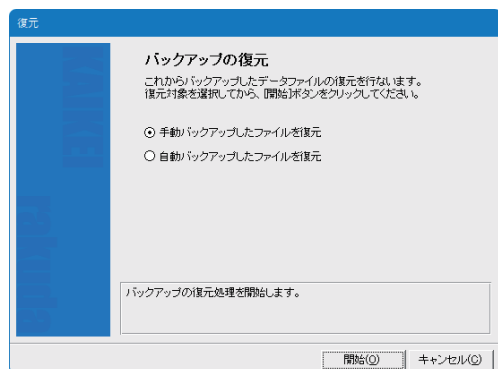 復元
バックアップの復元
これからバックアップしたデータファイルの復元を行ないます。
復元対象を選択してから、[開始]ボタンをクリックしてください。
手動バックアップしたファイルを復元
自動バックアップしたファイルを復元
バックアップの復元処理を開始します。
開始(O)
キャンセル(C)
KAIKEI